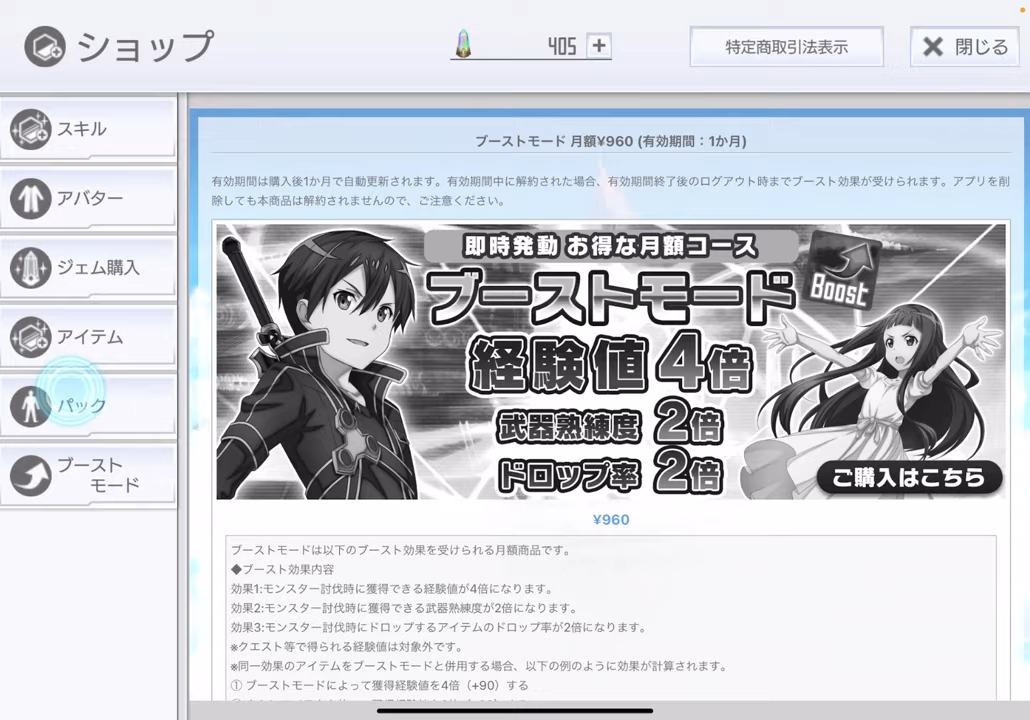 ショップ
405
特定商取引法表示
閉じる
スキル
アバター
ジェム購入
アイテム
パック
ブースト
モード
ブーストモード 月額¥960 (有効期間：1か月)
有効期間は購入後1か月で自動更新されます。有効期間中に解約された場合、有効期間終了後のログアウト時までブースト効果が受けられます。アプリを削
除しても本商品は解約されませんので、ご注意ください。
即時発動 お得な月額コース
ブーストモード
Boost
経験値 4倍
武器熟練度 2倍
ドロップ率 2倍
ご購入はこちら
¥960
ブーストモードは以下のブースト効果を受けられる月額商品です。
◆ブースト効果内容
効果1:モンスター討伐時に獲得できる経験値が4倍になります。
効果2:モンスター討伐時に獲得できる武器熟練度が2倍になります。
効果3:モンスター討伐時にドロップするアイテムのドロップ率が2倍になります。
※クエスト等で得られる経験値は対象外です。
※同一効果のアイテムをブーストモードと併用する場合、以下の例のように効果が計算されます。
① ブーストモードによって獲得経験値を4倍（+90）する